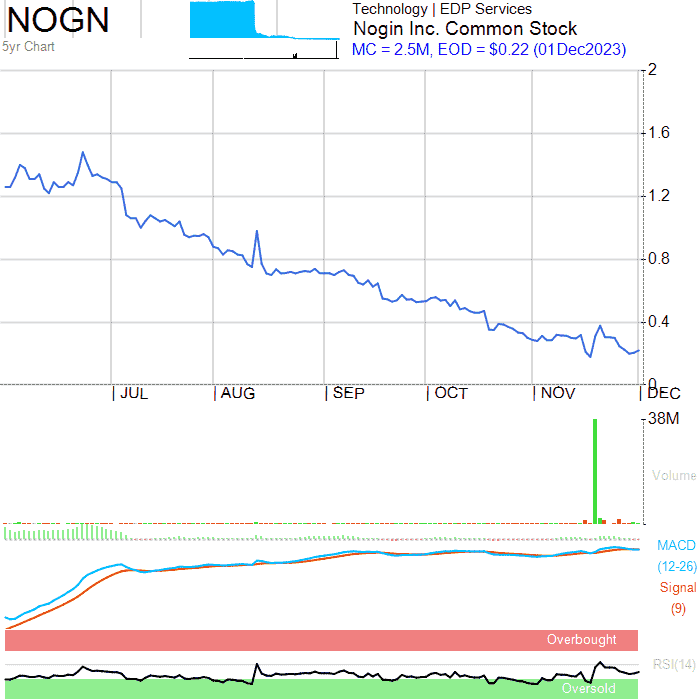 NOGN
5yr Chart
Technology | EDP Services
Nogin Inc. Common Stock
MC = 2.5M, EOD = $0.22 (01Dec2023)
2
1.6
1.2
0.8
0.4
0
JUL AUG SEP OCT NOV DEC
38M
Volume
MACD
(12-26)
Signal
(9)
Overbought
RSI(14)
Oversold